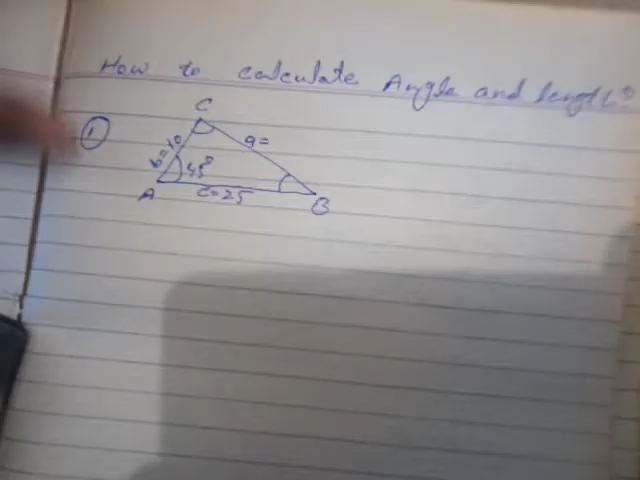 How to calculate Angle and length?
①
C
b=10
a=
45°
A
c=25
B